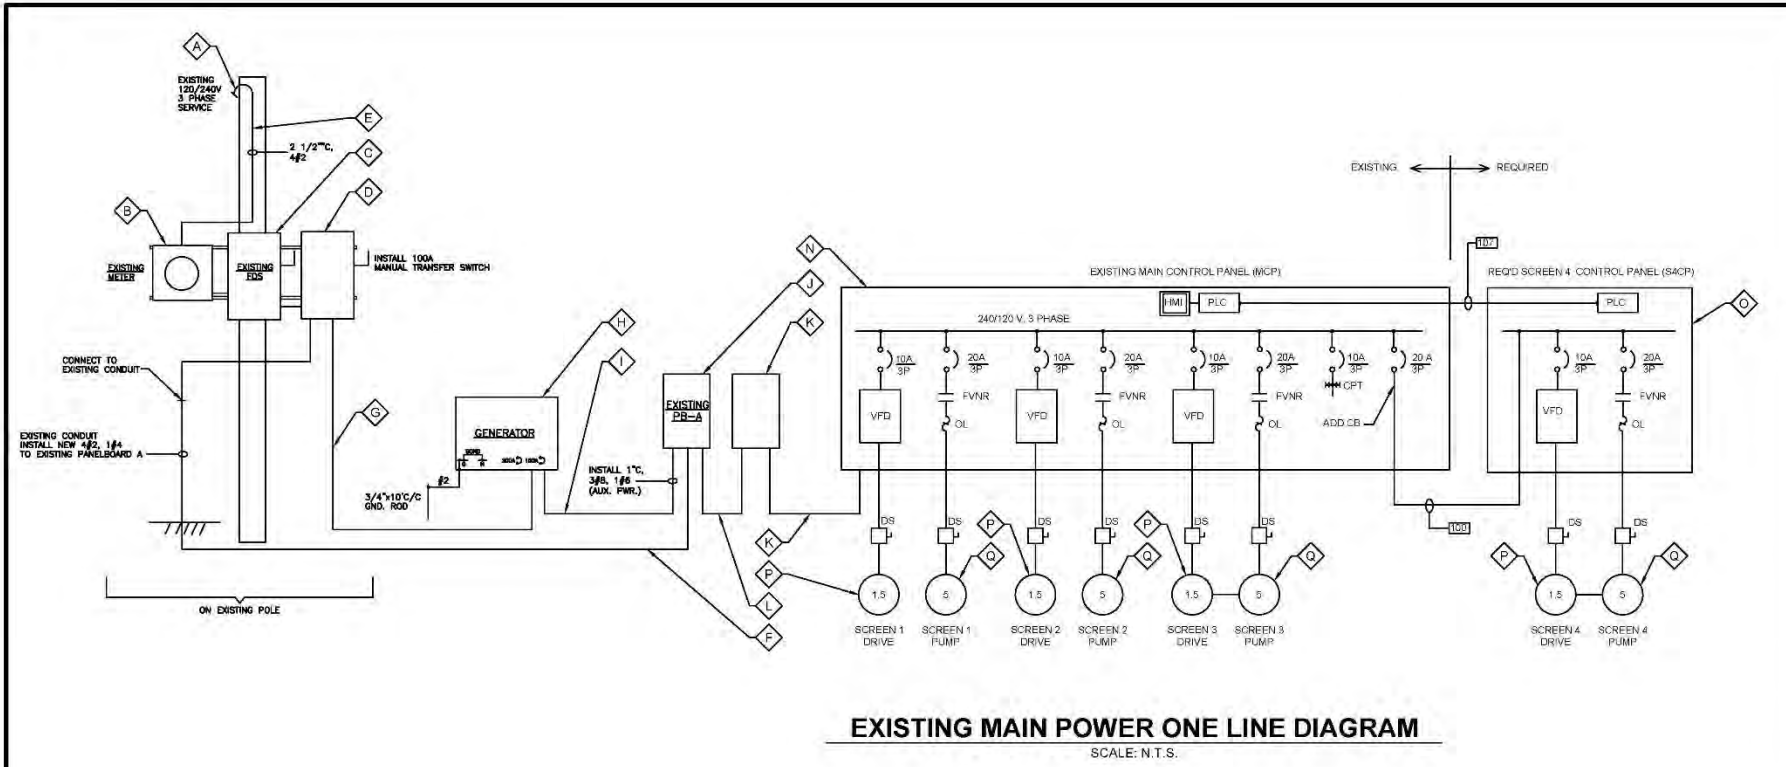 A
EXISTING
120/240V
3 PHASE
SERVICE
E
2 1/2"C,
4#2
C
D
B
EXISTING
METER
EXISTING
FDS
INSTALL 100A
MANUAL TRANSFER SWITCH
CONNECT TO
EXISTING CONDUIT
EXISTING CONDUIT
INSTALL NEW 4#2, 1#4
TO EXISTING PANELBOARD A
ON EXISTING POLE
G
H
I
GENERATOR
BOND
G N
100A
#2
3/4"x10'C/C
GND. ROD
J
K
EXISTING
PB-A
INSTALL 1"C,
3#8, 1#6
(AUX. PWR.)
K
L
F
N
EXISTING REQUIRED
107
EXISTING MAIN CONTROL PANEL (MCP)
HMI PLC
240/120 V, 3 PHASE
10A 20A 10A 20A 10A 20A 10A 20 A
3P 3P 3P 3P 3P 3P 3P 3P
CPT
FVNR FVNR FVNR
VFD VFD VFD
OL OL OL
ADD CB
REQ'D SCREEN 4 CONTROL PANEL (S4CP)
PLC
O
10A 20A
3P 3P
FVNR
VFD
OL
100
DS DS DS DS DS DS DS DS
P Q P Q P Q P Q
1.5 5 1.5 5 1.5 5 1.5 5
SCREEN 1 SCREEN 1 SCREEN 2 SCREEN 2 SCREEN 3 SCREEN 3 SCREEN 4 SCREEN 4
DRIVE PUMP DRIVE PUMP DRIVE PUMP DRIVE PUMP
EXISTING MAIN POWER ONE LINE DIAGRAM
SCALE: N.T.S.